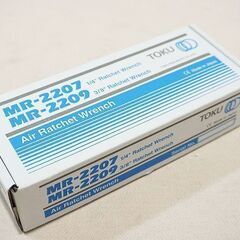 MR-2207 1/4" Ratchet Wrench
MR-2209 3/8" Ratchet Wrench
Air Ratchet Wrench
TOKU
MR-2207 1/4" Ratchet Wrench
MR-2209 3/8" Ratchet Wrench
Air Ratchet Wrench
TOKU